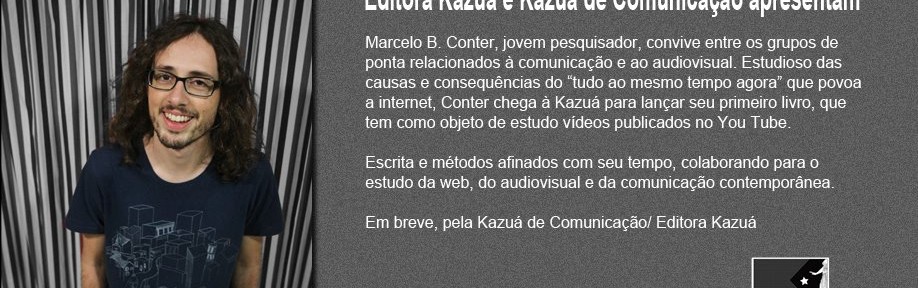 Editora Kazuá e Kazuá de Comunicação apresentam
Marcelo B. Conter, jovem pesquisador, convive entre os grupos de
ponta relacionados à comunicação e ao audiovisual. Estudioso das
causas e consequências do “tudo ao mesmo tempo agora” que povoa
a internet, Conter chega à Kazuá para lançar seu primeiro livro, que
tem como objeto de estudo vídeos publicados no You Tube.
Escrita e métodos afinados com seu tempo, colaborando para o
estudo da web, do audiovisual e da comunicação contemporânea.
Em breve, pela Kazuá de Comunicação/ Editora Kazuá